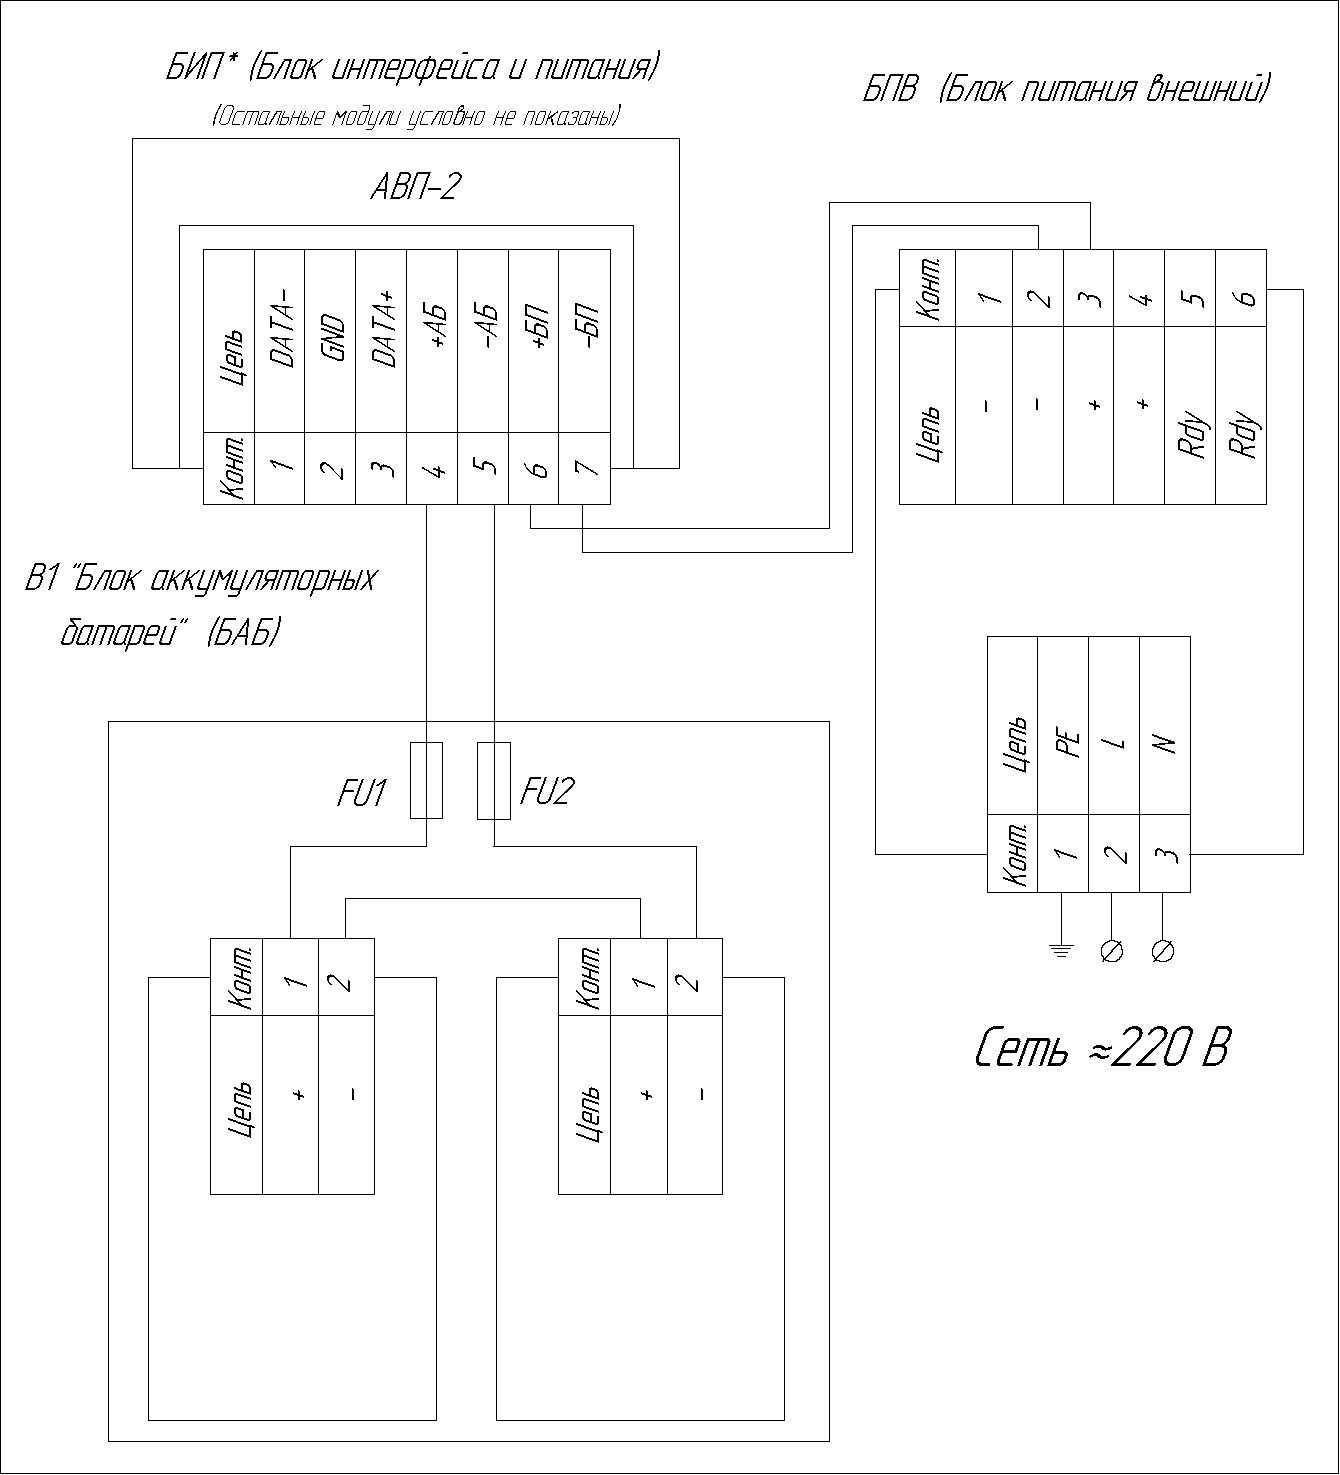 БИП* (Блок интерфейса и питания)
(Остальные модули условно не показаны)
АВП-2
Цепь DATA- GND DATA+ +АБ -АБ +БП -БП
Конт. 1 2 3 4 5 6 7
БПВ (Блок питания внешний)
Конт. 1 2 3 4 5 6
Цепь - - + + Rdy Rdy
В1 "Блок аккумуляторных
батарей" (БАБ)
FU1 FU2
Конт. 1 2
Цепь + -
Конт. 1 2
Цепь + -
Цепь PE L N
Конт. 1 2 3
Сеть ≈220 В